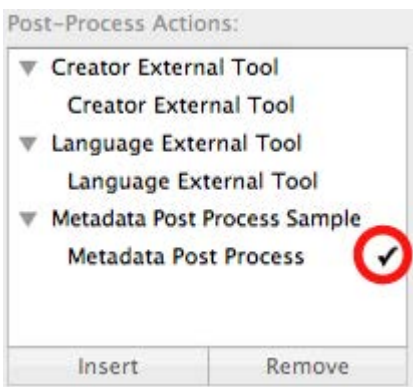 Post-Process Actions:
Creator External Tool
Creator External Tool
Language External Tool
Language External Tool
Metadata Post Process Sample
Metadata Post Process
Insert
Remove